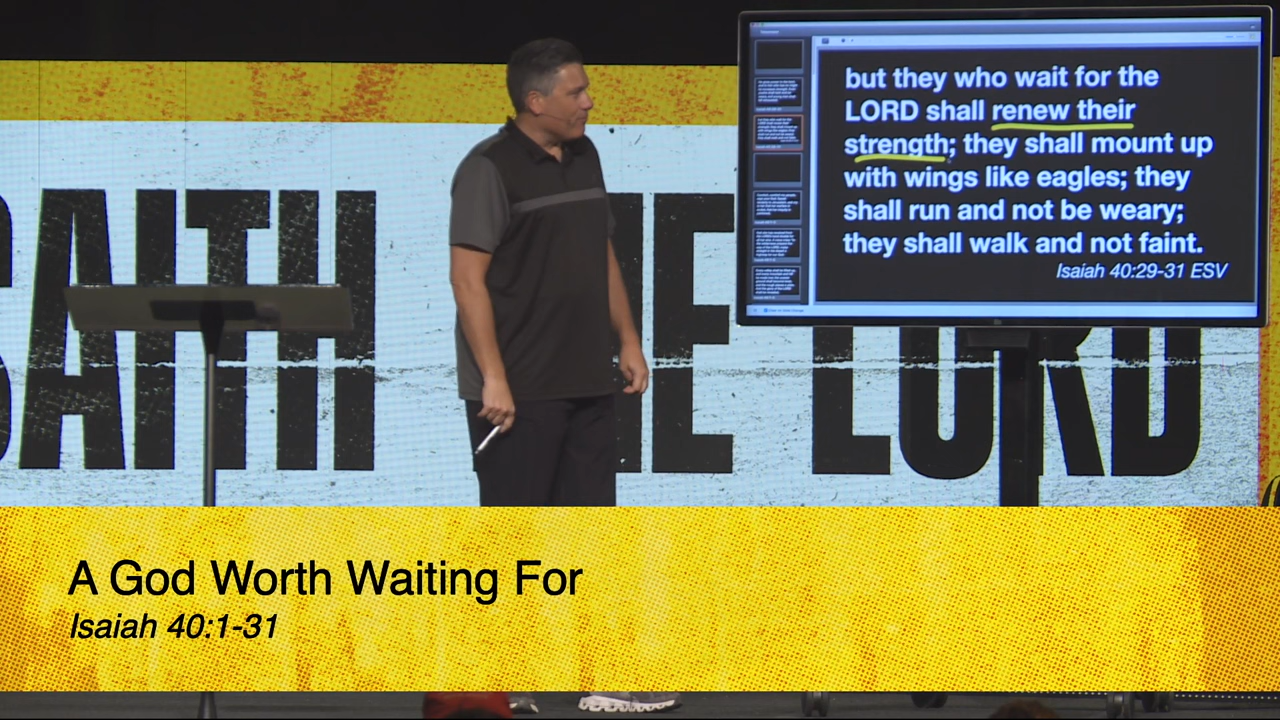 but they who wait for the
LORD shall renew their
strength; they shall mount up
with wings like eagles; they
shall run and not be weary;
they shall walk and not faint.
Isaiah 40:29-31 ESV
SAITH THE LORD
A God Worth Waiting For
Isaiah 40:1-31